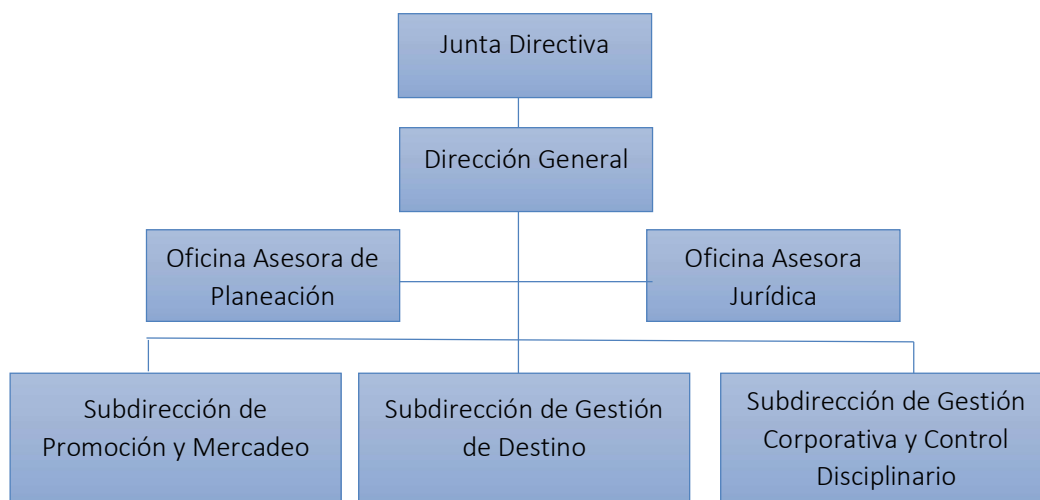 Junta Directiva
Dirección General
Oficina Asesora de
Planeación
Oficina Asesora
Jurídica
Subdirección de
Promoción y Mercadeo
Subdirección de Gestión
de Destino
Subdirección de Gestión
Corporativa y Control
Disciplinario